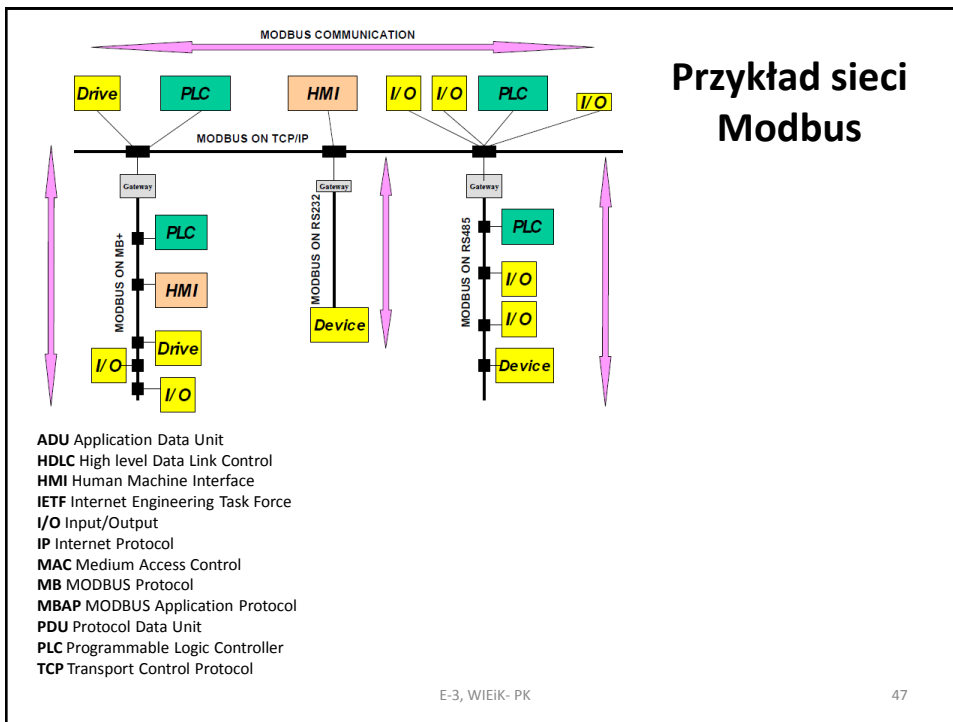 MODBUS COMMUNICATION
Przykład sieci
Modbus
Drive
PLC
HMI
I/O
I/O
PLC
I/O
MODBUS ON TCP/IP
Gateway
Gateway
Gateway
MODBUS ON MB+
PLC
HMI
Drive
I/O
I/O
MODBUS ON RS232
Device
MODBUS ON RS485
PLC
I/O
I/O
Device
ADU Application Data Unit
HDLC High level Data Link Control
HMI Human Machine Interface
IETF Internet Engineering Task Force
I/O Input/Output
IP Internet Protocol
MAC Medium Access Control
MB MODBUS Protocol
MBAP MODBUS Application Protocol
PDU Protocol Data Unit
PLC Programmable Logic Controller
TCP Transport Control Protocol
E-3, WIEiK- PK
47